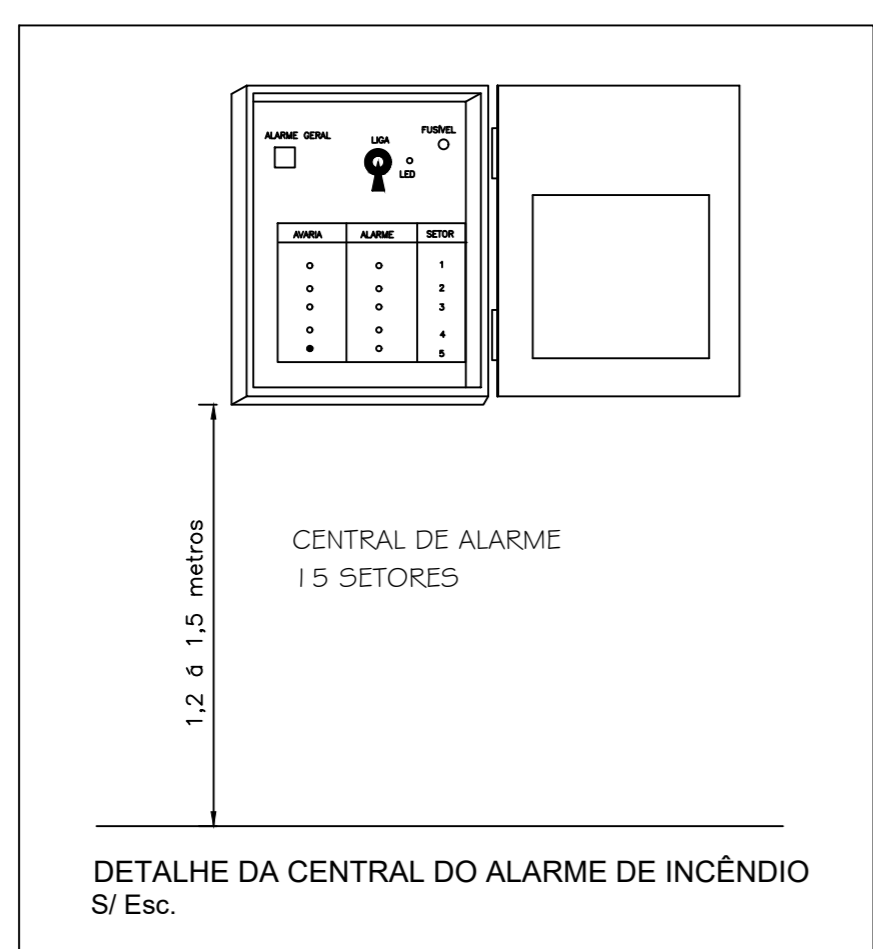 ALARME GERAL
LIGA
FUSÍVEL
LED
AVARIA ALARME SETOR
1
2
3
4
5
1,2 á 1,5 metros
CENTRAL DE ALARME
15 SETORES
DETALHE DA CENTRAL DO ALARME DE INCÊNDIO
S/ Esc.